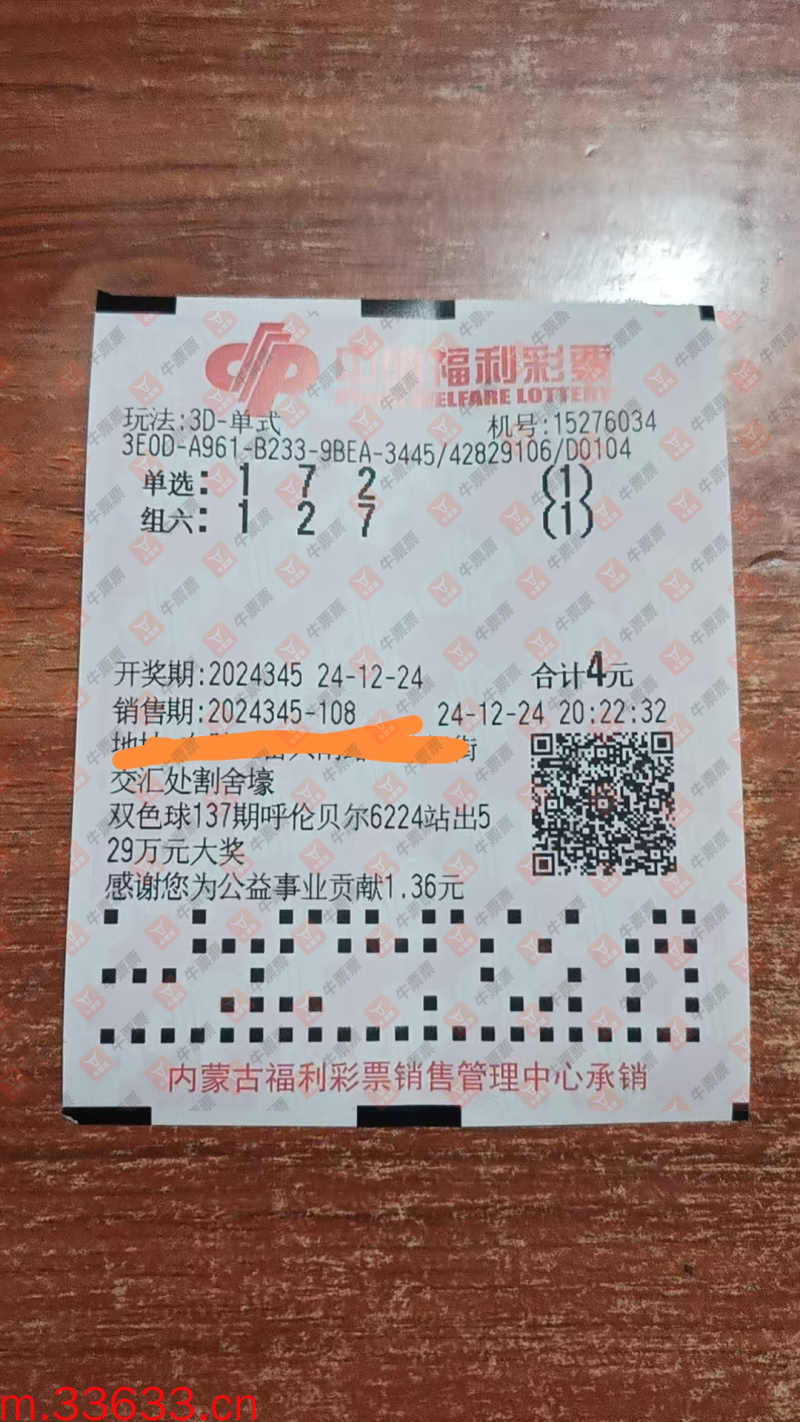 中国福利彩票
CHINA WELFARE LOTTERY
玩法:3D-单式 机号:15276034
3E0D-A961-B233-9BEA-3445/42829106/D0104
单选: 1 7 2 (1)
组六: 1 2 7 (1)
开奖期:2024345 24-12-24 合计4元
销售期:2024345-108 24-12-24 20:22:32
街
交汇处割舍壕
双色球137期呼伦贝尔6224站出5
29万元大奖
感谢您为公益事业贡献1.36元
内蒙古福利彩票销售管理中心承销
牛票票
m.33633.cn